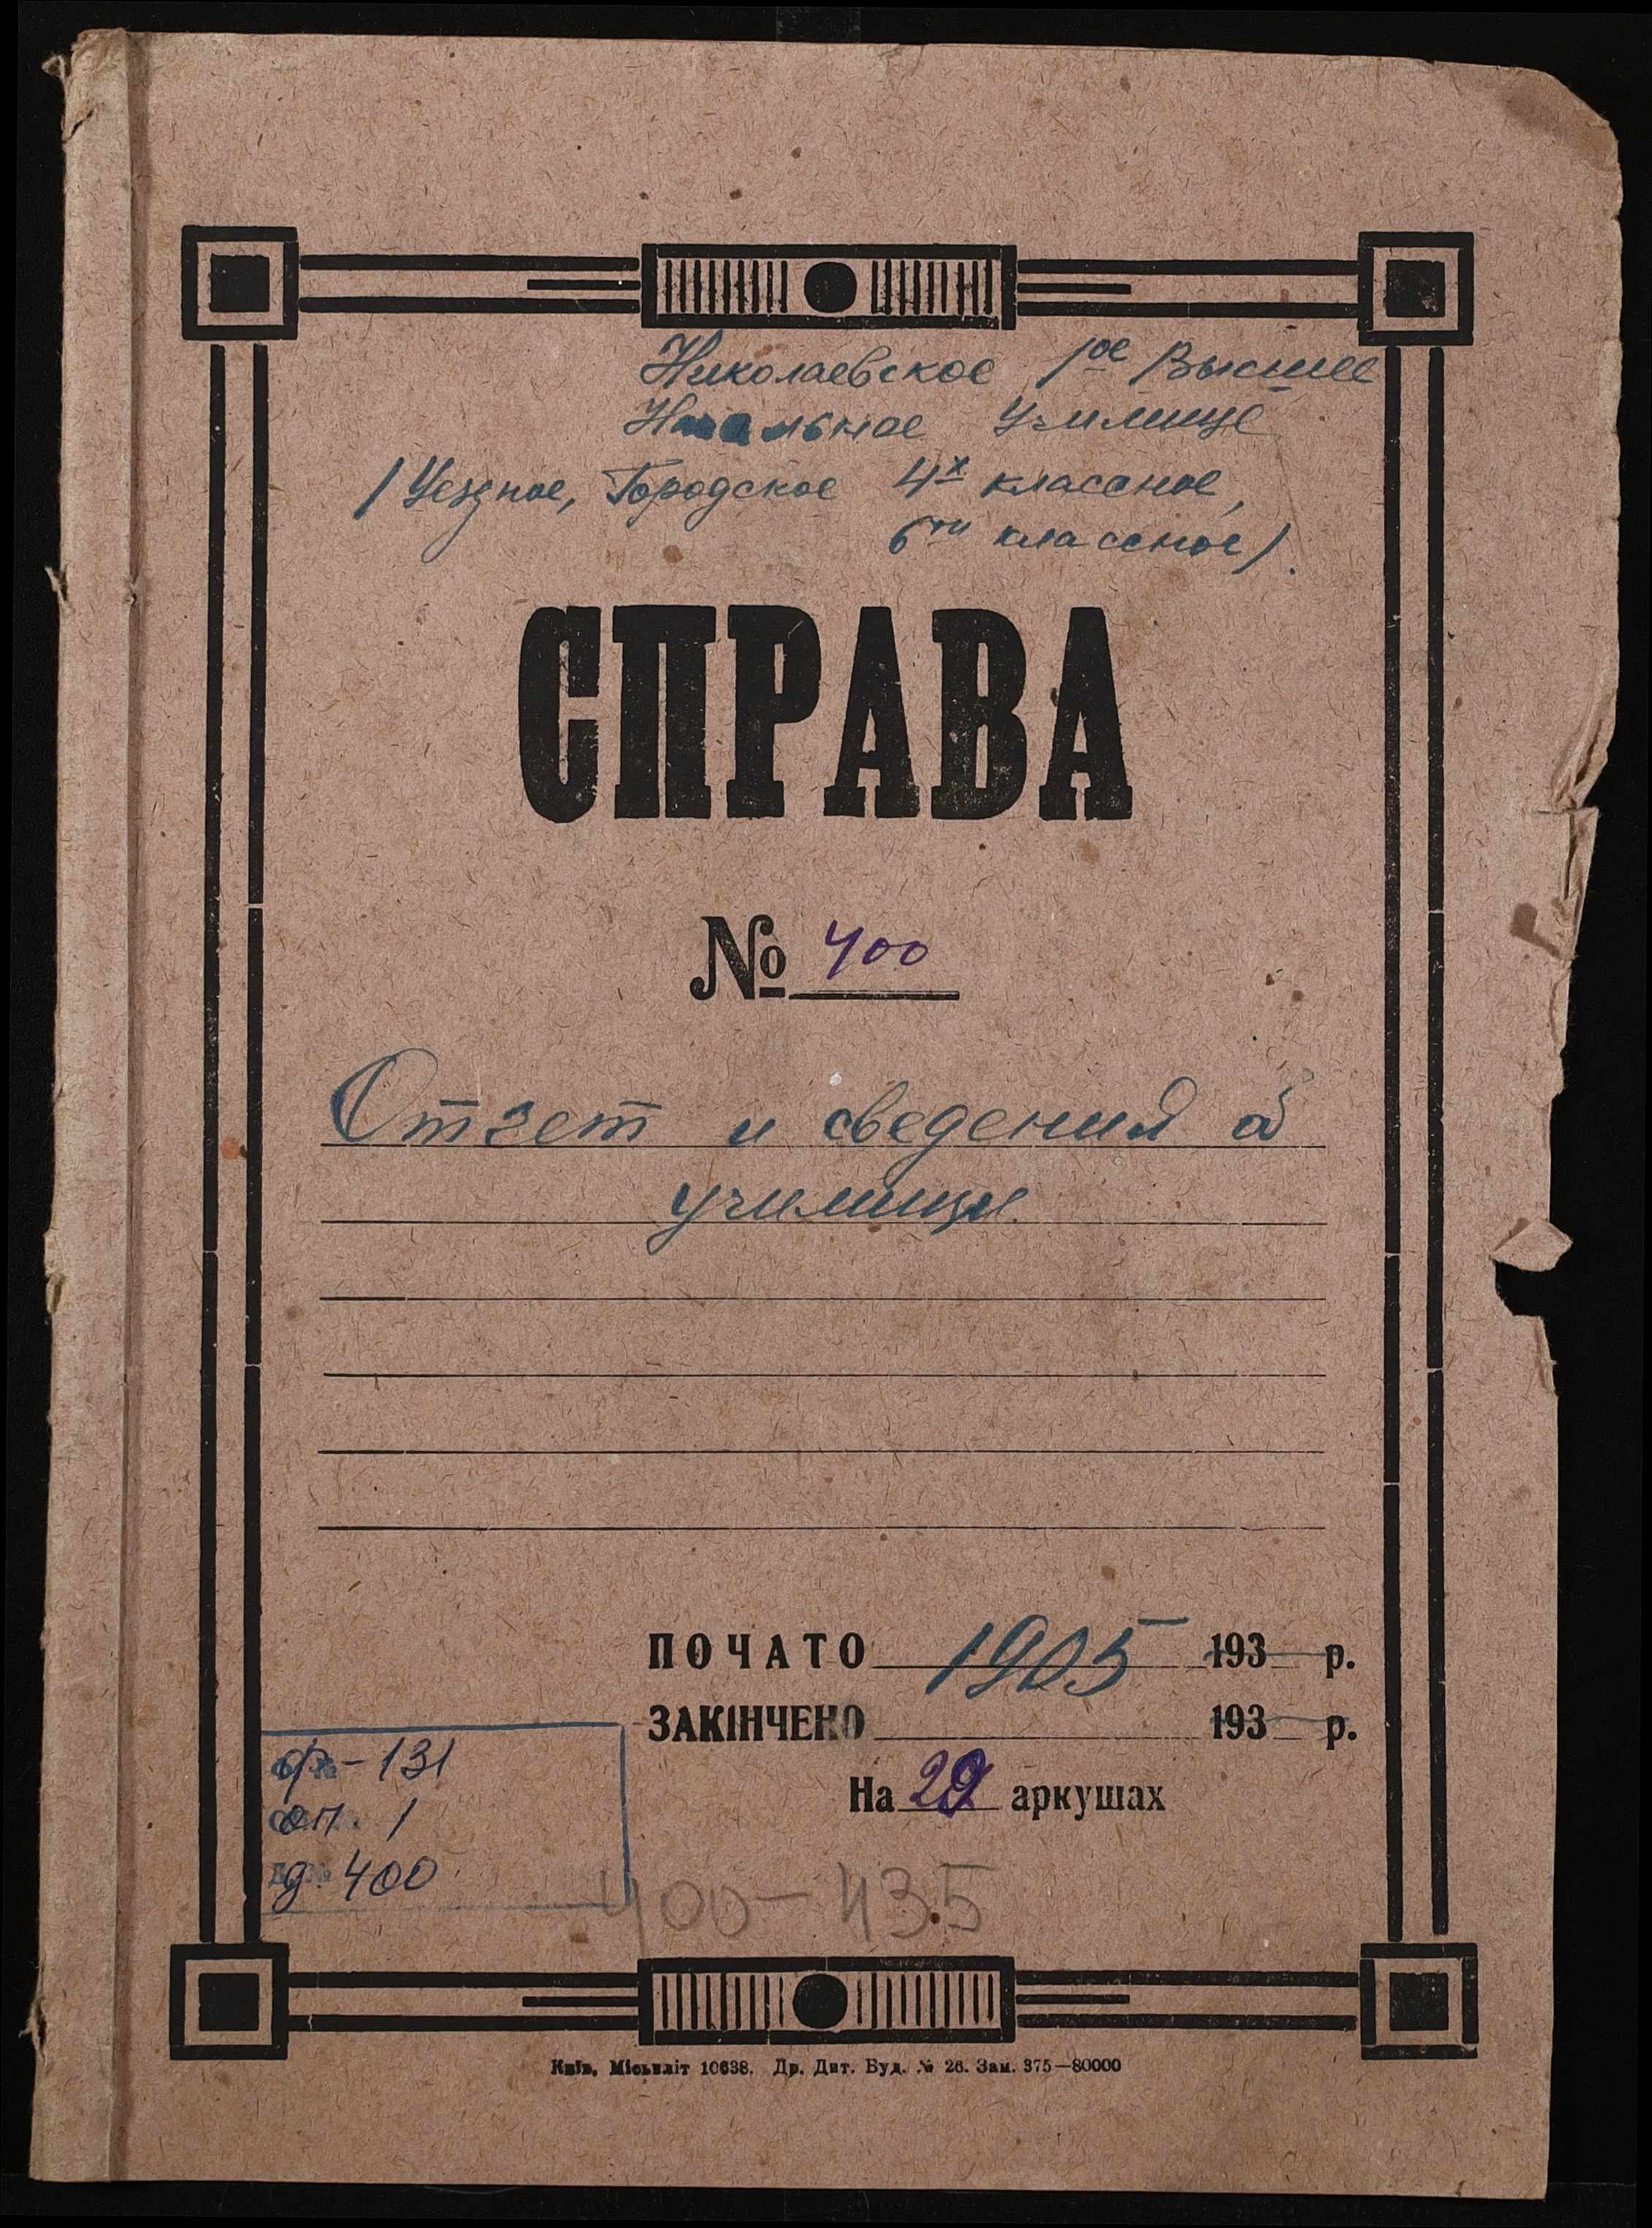 Николаевское 1ое Высшее
Начальное Училище
/ Уездное, Городское 4х классное,
6ти классное).
СПРАВА
№ 400
Отчет и сведения об
училище.
ПОЧАТО 1905 193 р.
ЗАКІНЧЕНО 193 р.
На 29 аркушах
ф-131
оп. 1
д. 400
400-435
Київ, Міськліт 10638. Др. Дит. Буд. № 26. Зам. 375—80000